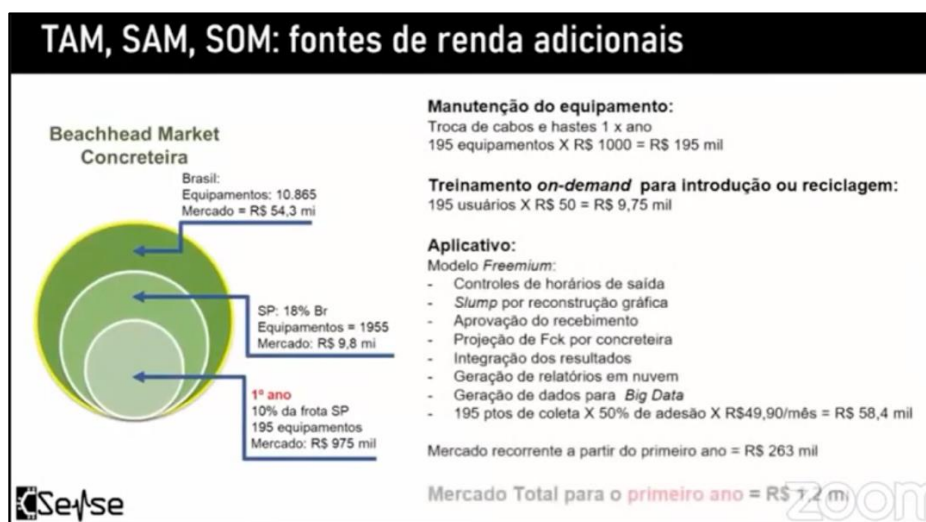 TAM, SAM, SOM: fontes de renda adicionais
Beachhead Market
Concreteira
Brasil:
Equipamentos: 10.865
Mercado = R$ 54,3 mi
SP: 18% Br
Equipamentos = 1955
Mercado: R$ 9,8 mi
1º ano
10% da frota SP
195 equipamentos
Mercado: R$ 975 mil
Manutenção do equipamento:
Troca de cabos e hastes 1 x ano
195 equipamentos X R$ 1000 = R$ 195 mil
Treinamento on-demand para introdução ou reciclagem:
195 usuários X R$ 50 = R$ 9,75 mil
Aplicativo:
Modelo Freemium:
- Controles de horários de saída
- Slump por reconstrução gráfica
- Aprovação do recebimento
- Projeção de Fck por concreteira
- Integração dos resultados
- Geração de relatórios em nuvem
- Geração de dados para Big Data
- 195 ptos de coleta X 50% de adesão X R$49,90/mês = R$ 58,4 mil
Mercado recorrente a partir do primeiro ano = R$ 263 mil
Mercado Total para o primeiro ano = R$ 1,2 mi
Sense
zoom